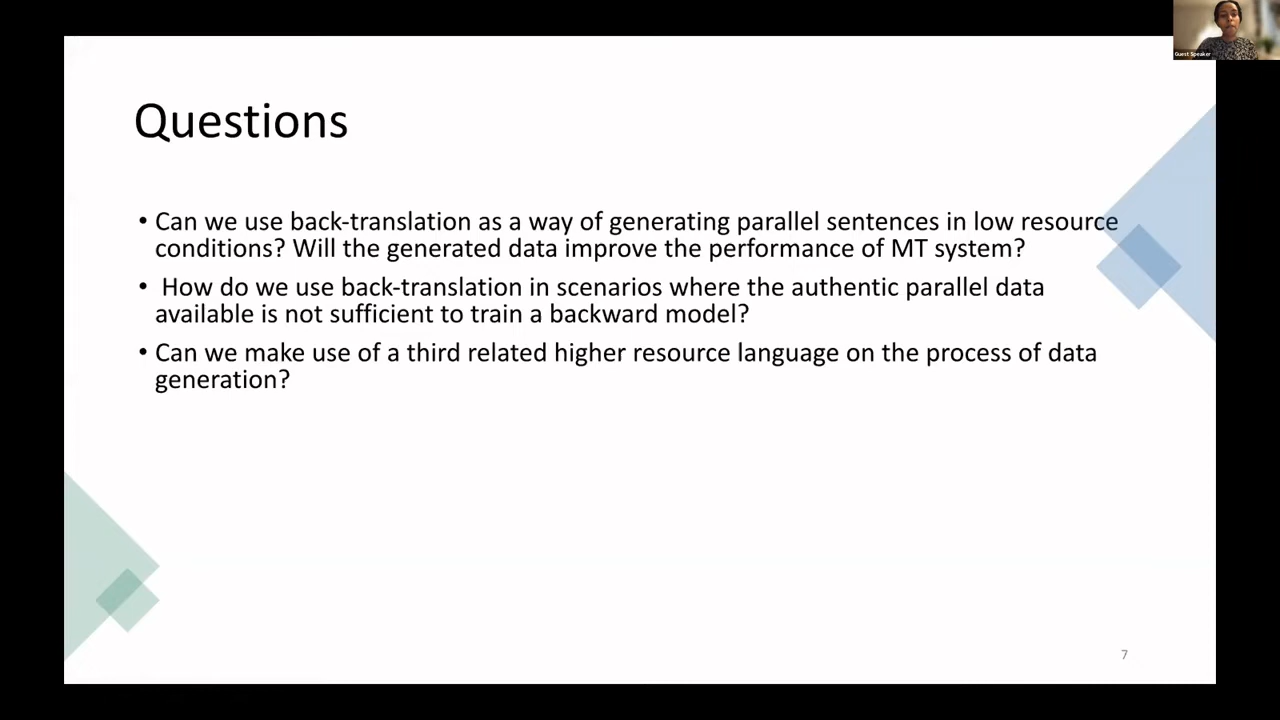 Guest Speaker
Questions
• Can we use back-translation as a way of generating parallel sentences in low resource
conditions? Will the generated data improve the performance of MT system?
• How do we use back-translation in scenarios where the authentic parallel data
available is not sufficient to train a backward model?
• Can we make use of a third related higher resource language on the process of data
generation?
7